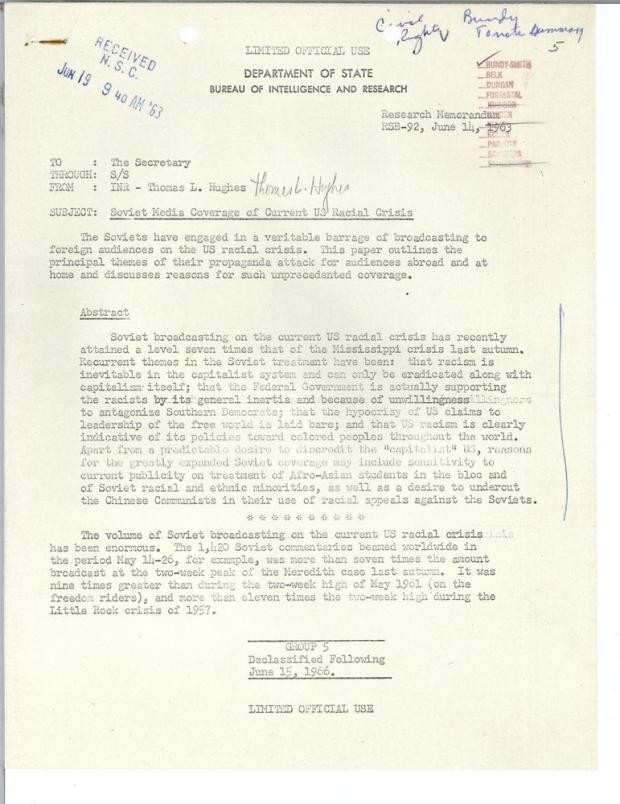 Civil
Rights
Bundy
Tonote Summary
5
LIMITED OFFICIAL USE
RECEIVED
N. S. C.
JUN 19 9 40 AM '63
DEPARTMENT OF STATE
BUREAU OF INTELLIGENCE AND RESEARCH
BUNDY-SMITH
BELK
DUNGAN
FORRESTAL
JOHNSON
Research Memorandum
RSB-92, June 14, 1963
TO : The Secretary
THROUGH: S/S
FROM : INR - Thomas L. Hughes Thomas L. Hughes
SUBJECT: Soviet Media Coverage of Current US Racial Crisis
The Soviets have engaged in a veritable barrage of broadcasting to
foreign audiences on the US racial crisis. This paper outlines the
principal themes of their propaganda attack for audiences abroad and at
home and discusses reasons for such unprecedented coverage.
Abstract
Soviet broadcasting on the current US racial crisis has recently
attained a level seven times that of the Mississippi crisis last autumn.
Recurrent themes in the Soviet treatment have been: that racism is
inevitable in the capitalist system and can only be eradicated along with
capitalism itself; that the Federal Government is actually supporting
the racists by its general inertia and because of unwillingness
to antagonize Southern Democrats; that the hypocrisy of US claims to
leadership of the free world is laid bare; and that US racism is clearly
indicative of its policies toward colored peoples throughout the world.
Apart from a predictable desire to discredit the "capitalist" US, reasons
for the greatly expanded Soviet coverage may include sensitivity to
current publicity on treatment of Afro-Asian students in the bloc and
of Soviet racial and ethnic minorities, as well as a desire to undercut
the Chinese Communists in their use of racial appeals against the Soviets.
* * * * * * * * * *
The volume of Soviet broadcasting on the current US racial crisis
has been enormous. The 1,420 Soviet commentaries beamed worldwide in
the period May 14-26, for example, was more than seven times the amount
broadcast at the two-week peak of the Meredith case last autumn. It was
nine times greater than during the two-week high of May 1961 (on the
freedom riders), and more than eleven times the two-week high during the
Little Rock crisis of 1957.
GROUP 5
Declassified Following
June 15, 1966.
LIMITED OFFICIAL USE